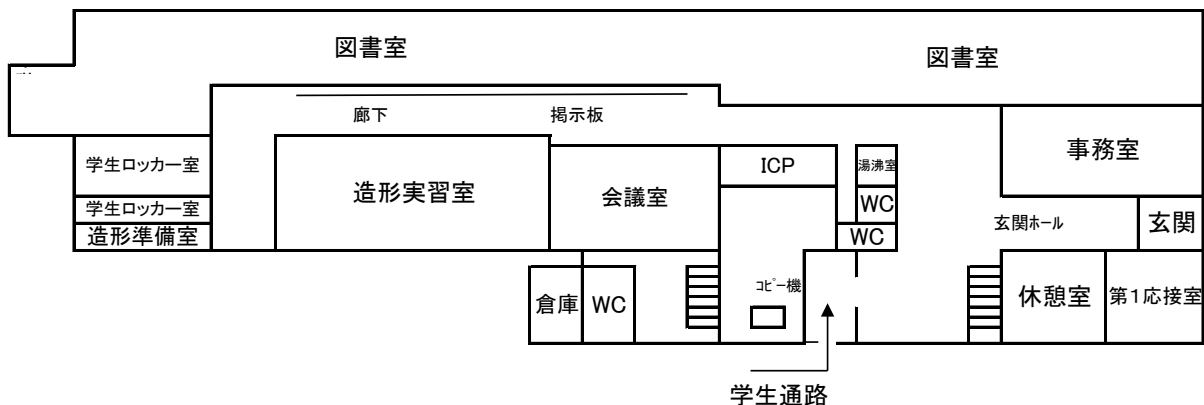 図書室
図書室
廊下
掲示板
学生ロッカー室
造形実習室
会議室
ICP
湯沸室
事務室
学生ロッカー室
WC
玄関ホール
玄関
造形準備室
WC
倉庫
WC
コピー機
休憩室
第1応接室
学生通路